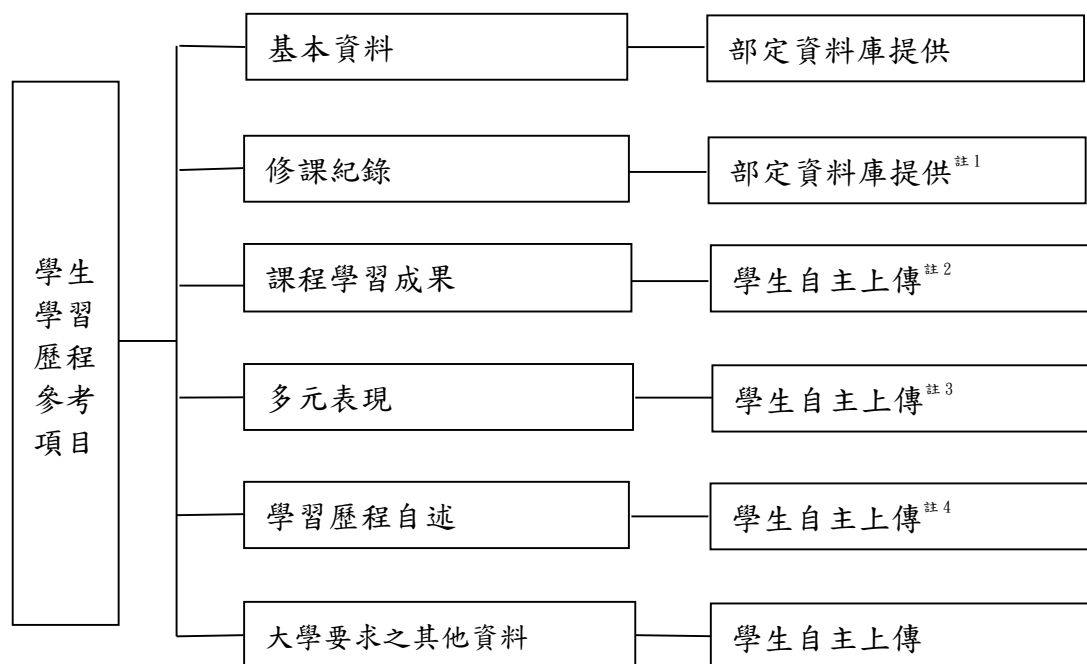 學生
學習
歷程
參考
項目
基本資料
部定資料庫提供
修課紀錄
部定資料庫提供註1
課程學習成果
學生自主上傳註2
多元表現
學生自主上傳註3
學習歷程自述
學生自主上傳註4
大學要求之其他資料
學生自主上傳